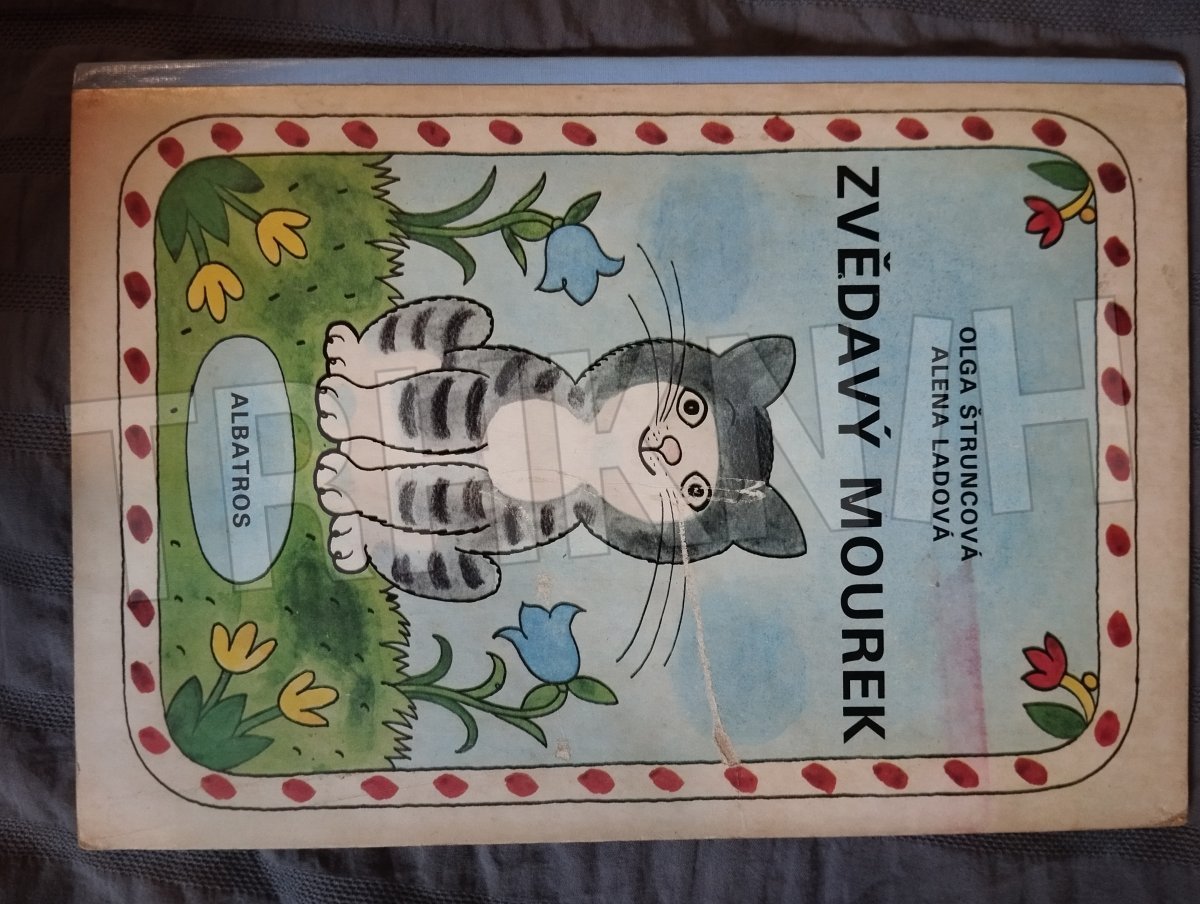 OLGA ŠTRUNCOVÁ
ALENA LADOVÁ
ZVĚDAVÝ MOUREK
ALBATROS